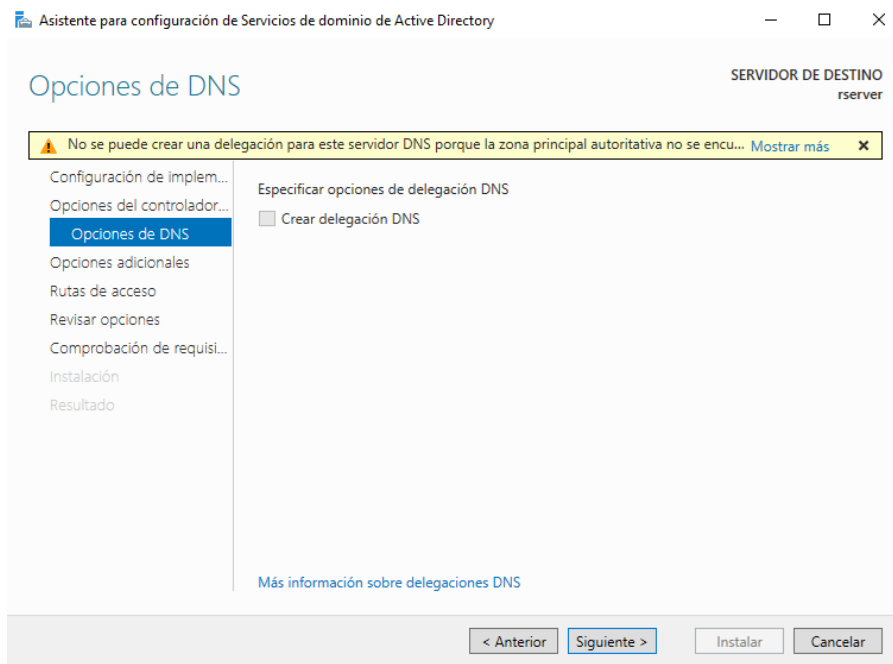 Asistente para configuración de Servicios de dominio de Active Directory
Opciones de DNS
SERVIDOR DE DESTINO
rserver
No se puede crear una delegación para este servidor DNS porque la zona principal autoritativa no se encu... Mostrar más
Configuración de implem...
Opciones del controlador...
Opciones de DNS
Opciones adicionales
Rutas de acceso
Revisar opciones
Comprobación de requisi...
Instalación
Resultado
Especificar opciones de delegación DNS
Crear delegación DNS
Más información sobre delegaciones DNS
< Anterior Siguiente > Instalar Cancelar